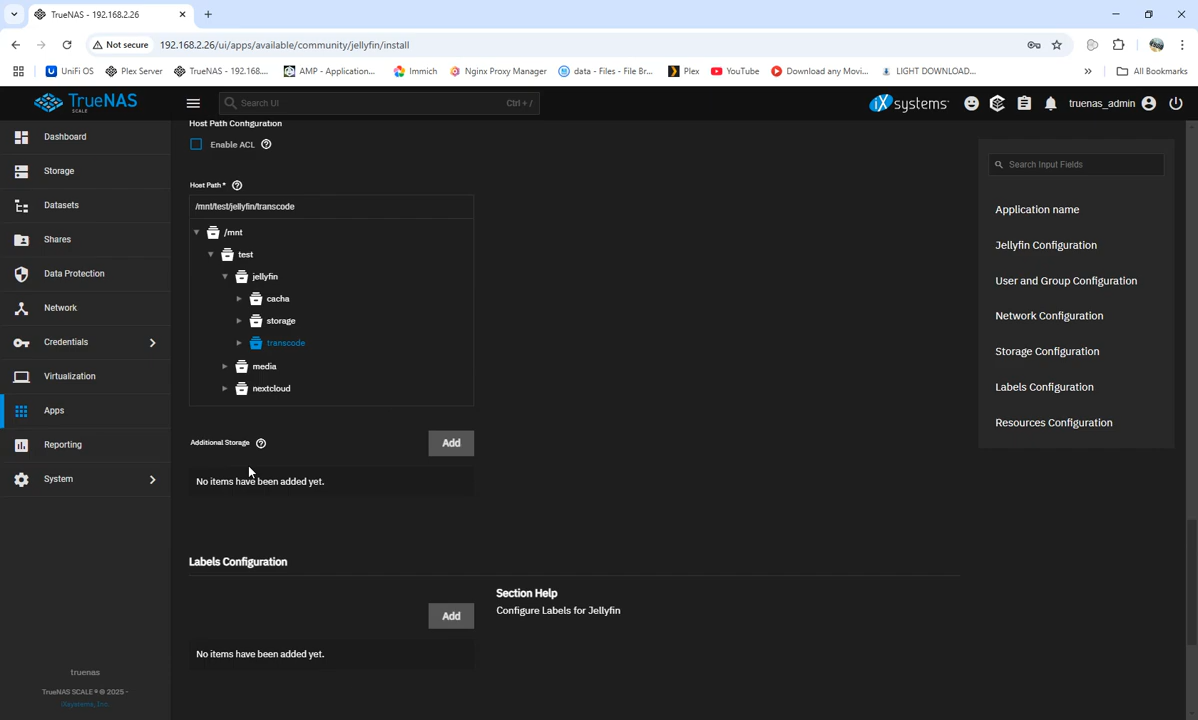 TrueNAS - 192.168.2.26
Not secure
192.168.2.26/ui/apps/available/community/jellyfin/install
UniFi OS
Plex Server
TrueNAS - 192.168....
AMP - Application...
Immich
Nginx Proxy Manager
data - Files - File Br...
Plex
YouTube
Download any Movi...
LIGHT DOWNLOAD...
All Bookmarks
TrueNAS
SCALE
Search UI
Ctrl + /
iXsystems
truenas_admin
Dashboard
Storage
Datasets
Shares
Data Protection
Network
Credentials
Virtualization
Apps
Reporting
System
truenas
TrueNAS SCALE ® © 2025 -
iXsystems, Inc.
Host Path Configuration
Enable ACL
Host Path *
/mnt/test/jellyfin/transcode
/mnt
test
jellyfin
cacha
storage
transcode
media
nextcloud
Additional Storage
Add
No items have been added yet.
Labels Configuration
Add
No items have been added yet.
Section Help
Configure Labels for Jellyfin
Search Input Fields
Application name
Jellyfin Configuration
User and Group Configuration
Network Configuration
Storage Configuration
Labels Configuration
Resources Configuration